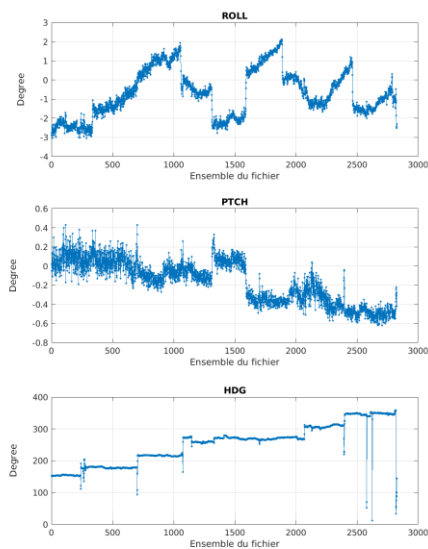 ROLL
3
2
1
0
-1
-2
-3
-4
Degree
0 500 1000 1500 2000 2500 3000
Ensemble du fichier
PTCH
0.6
0.4
0.2
0
-0.2
-0.4
-0.6
-0.8
Degree
0 500 1000 1500 2000 2500 3000
Ensemble du fichier
HDG
400
300
200
100
0
Degree
0 500 1000 1500 2000 2500 3000
Ensemble du fichier